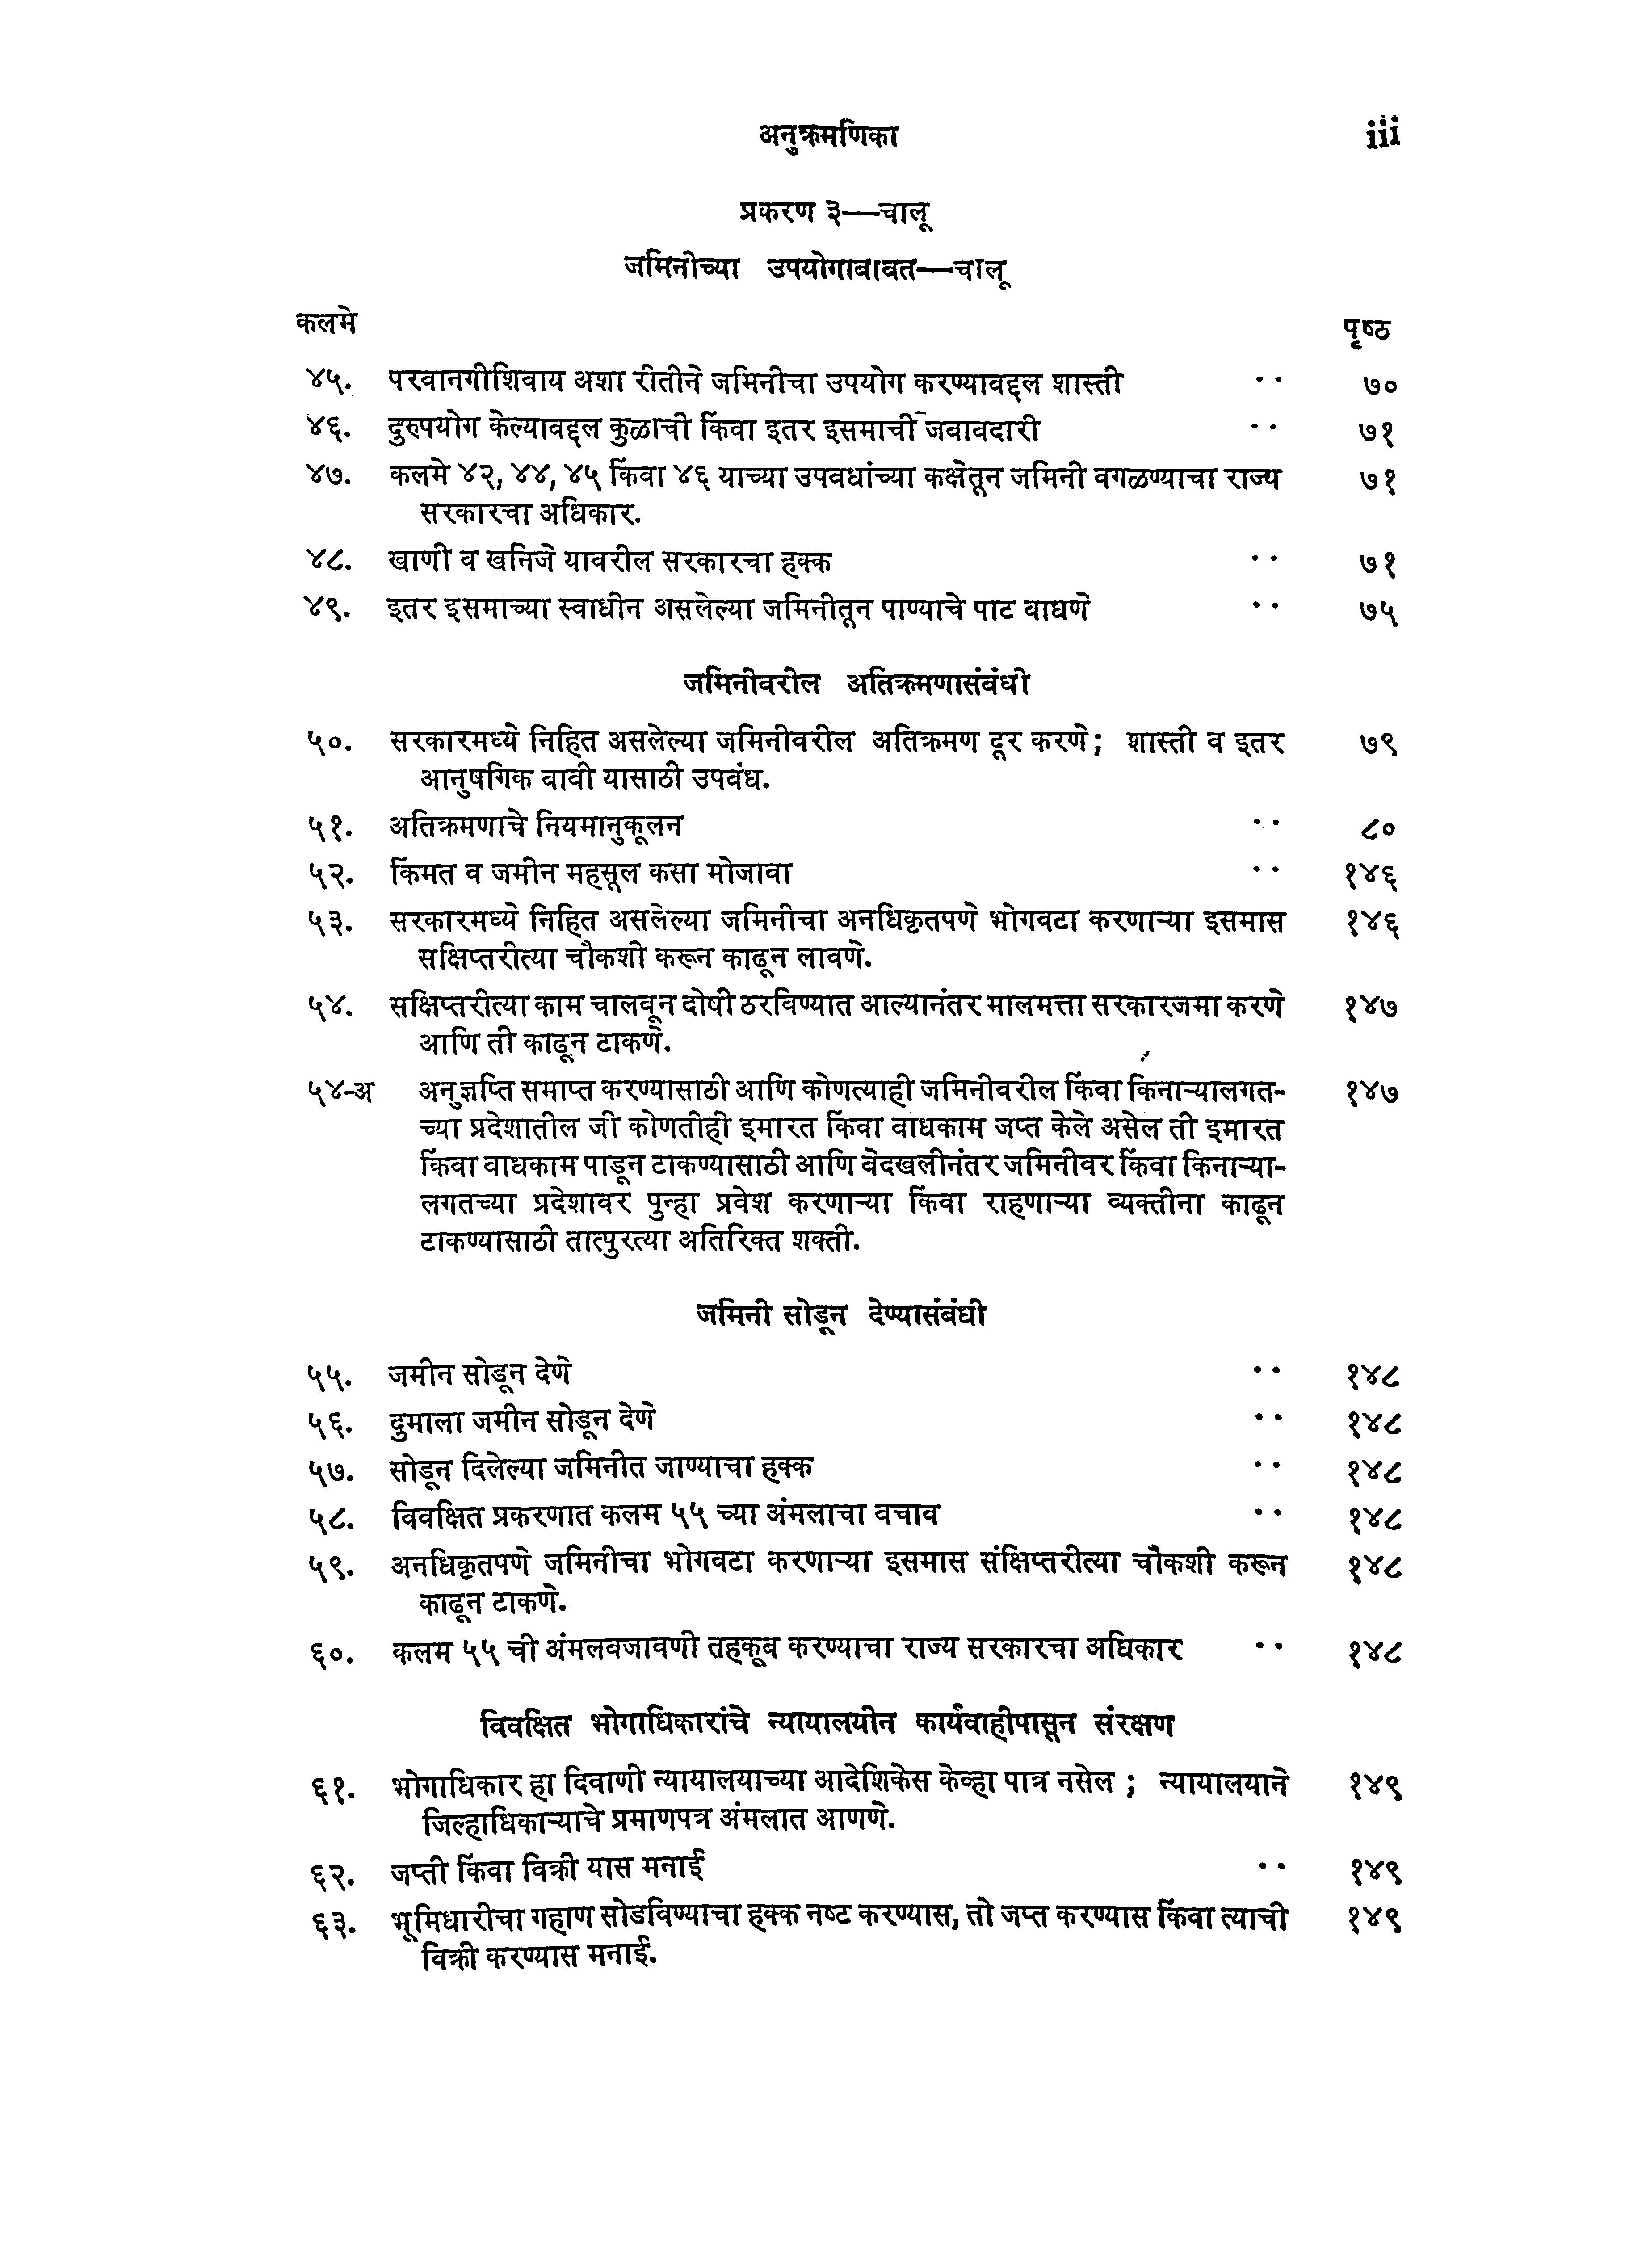 अनुक्रमणिका iii
प्रकरण ३—चालू
जमिनीच्या उपयोगाबाबत—चालू
कलमे पृष्ठ
४५. परवानगीशिवाय अशा रीतीने जमिनीचा उपयोग करण्याबद्दल शास्ती .. ७०
४६. दुरुपयोग केल्याबद्दल कुळाची किंवा इतर इसमाची जबाबदारी .. ७१
४७. कलमे ४२, ४४, ४५ किंवा ४६ याच्या उपबधांच्या कक्षेतून जमिनी वगळण्याचा राज्य ७१
सरकारचा अधिकार.
४८. खाणी व खनिजे यावरील सरकारचा हक्क .. ७१
४९. इतर इसमाच्या स्वाधीन असलेल्या जमिनीतून पाण्याचे पाट बाधणे .. ७५
जमिनीवरील अतिक्रमणासंबंधी
५०. सरकारमध्ये निहित असलेल्या जमिनीवरील अतिक्रमण दूर करणे; शास्ती व इतर ७९
आनुषगिक बाबी यासाठी उपबंध.
५१. अतिक्रमणाचे नियमानुकूलन .. ८०
५२. किंमत व जमीन महसूल कसा मोजावा .. १४६
५३. सरकारमध्ये निहित असलेल्या जमिनीचा अनधिकृतपणे भोगवटा करणाऱ्या इसमास १४६
सक्षिप्तरीत्या चौकशी करून काढून लावणे.
५४. सक्षिप्तरीत्या काम चालवून दोषी ठरविण्यात आल्यानंतर मालमत्ता सरकारजमा करणे १४७
आणि ती काढून टाकणे.
५४-अ अनुज्ञप्ति समाप्त करण्यासाठी आणि कोणत्याही जमिनीवरील किंवा किनाऱ्यालगत- १४७
च्या प्रदेशातील जी कोणतीही इमारत किंवा बाधकाम जप्त केले असेल ती इमारत
किंवा बाधकाम पाडून टाकण्यासाठी आणि बेदखलीनंतर जमिनीवर किंवा किनाऱ्या-
लगतच्या प्रदेशावर पुन्हा प्रवेश करणाऱ्या किंवा राहणाऱ्या व्यक्तीना काढून
टाकण्यासाठी तात्पुरत्या अतिरिक्त शक्ती.
जमिनी सोडून देण्यासंबंधी
५५. जमीन सोडून देणे .. १४८
५६. दुमाला जमीन सोडून देणे .. १४८
५७. सोडून दिलेल्या जमिनीत जाण्याचा हक्क .. १४८
५८. विवक्षित प्रकरणात कलम ५५ च्या अंमलाचा बचाव .. १४८
५९. अनधिकृतपणे जमिनीचा भोगवटा करणाऱ्या इसमास संक्षिप्तरीत्या चौकशी करून १४८
काढून टाकणे.
६०. कलम ५५ ची अंमलबजावणी तहकूब करण्याचा राज्य सरकारचा अधिकार .. १४८
विवक्षित भोगाधिकारांचे न्यायालयीन कार्यवाहीपासून संरक्षण
६१. भोगाधिकार हा दिवाणी न्यायालयाच्या आदेशिकेस केव्हा पात्र नसेल ; न्यायालयाने १४९
जिल्हाधिकाऱ्याचे प्रमाणपत्र अंमलात आणणे.
६२. जप्ती किंवा विक्री यास मनाई .. १४९
६३. भूमिधारीचा गहाण सोडविण्याचा हक्क नष्ट करण्यास, तो जप्त करण्यास किंवा त्याची १४९
विक्री करण्यास मनाई.